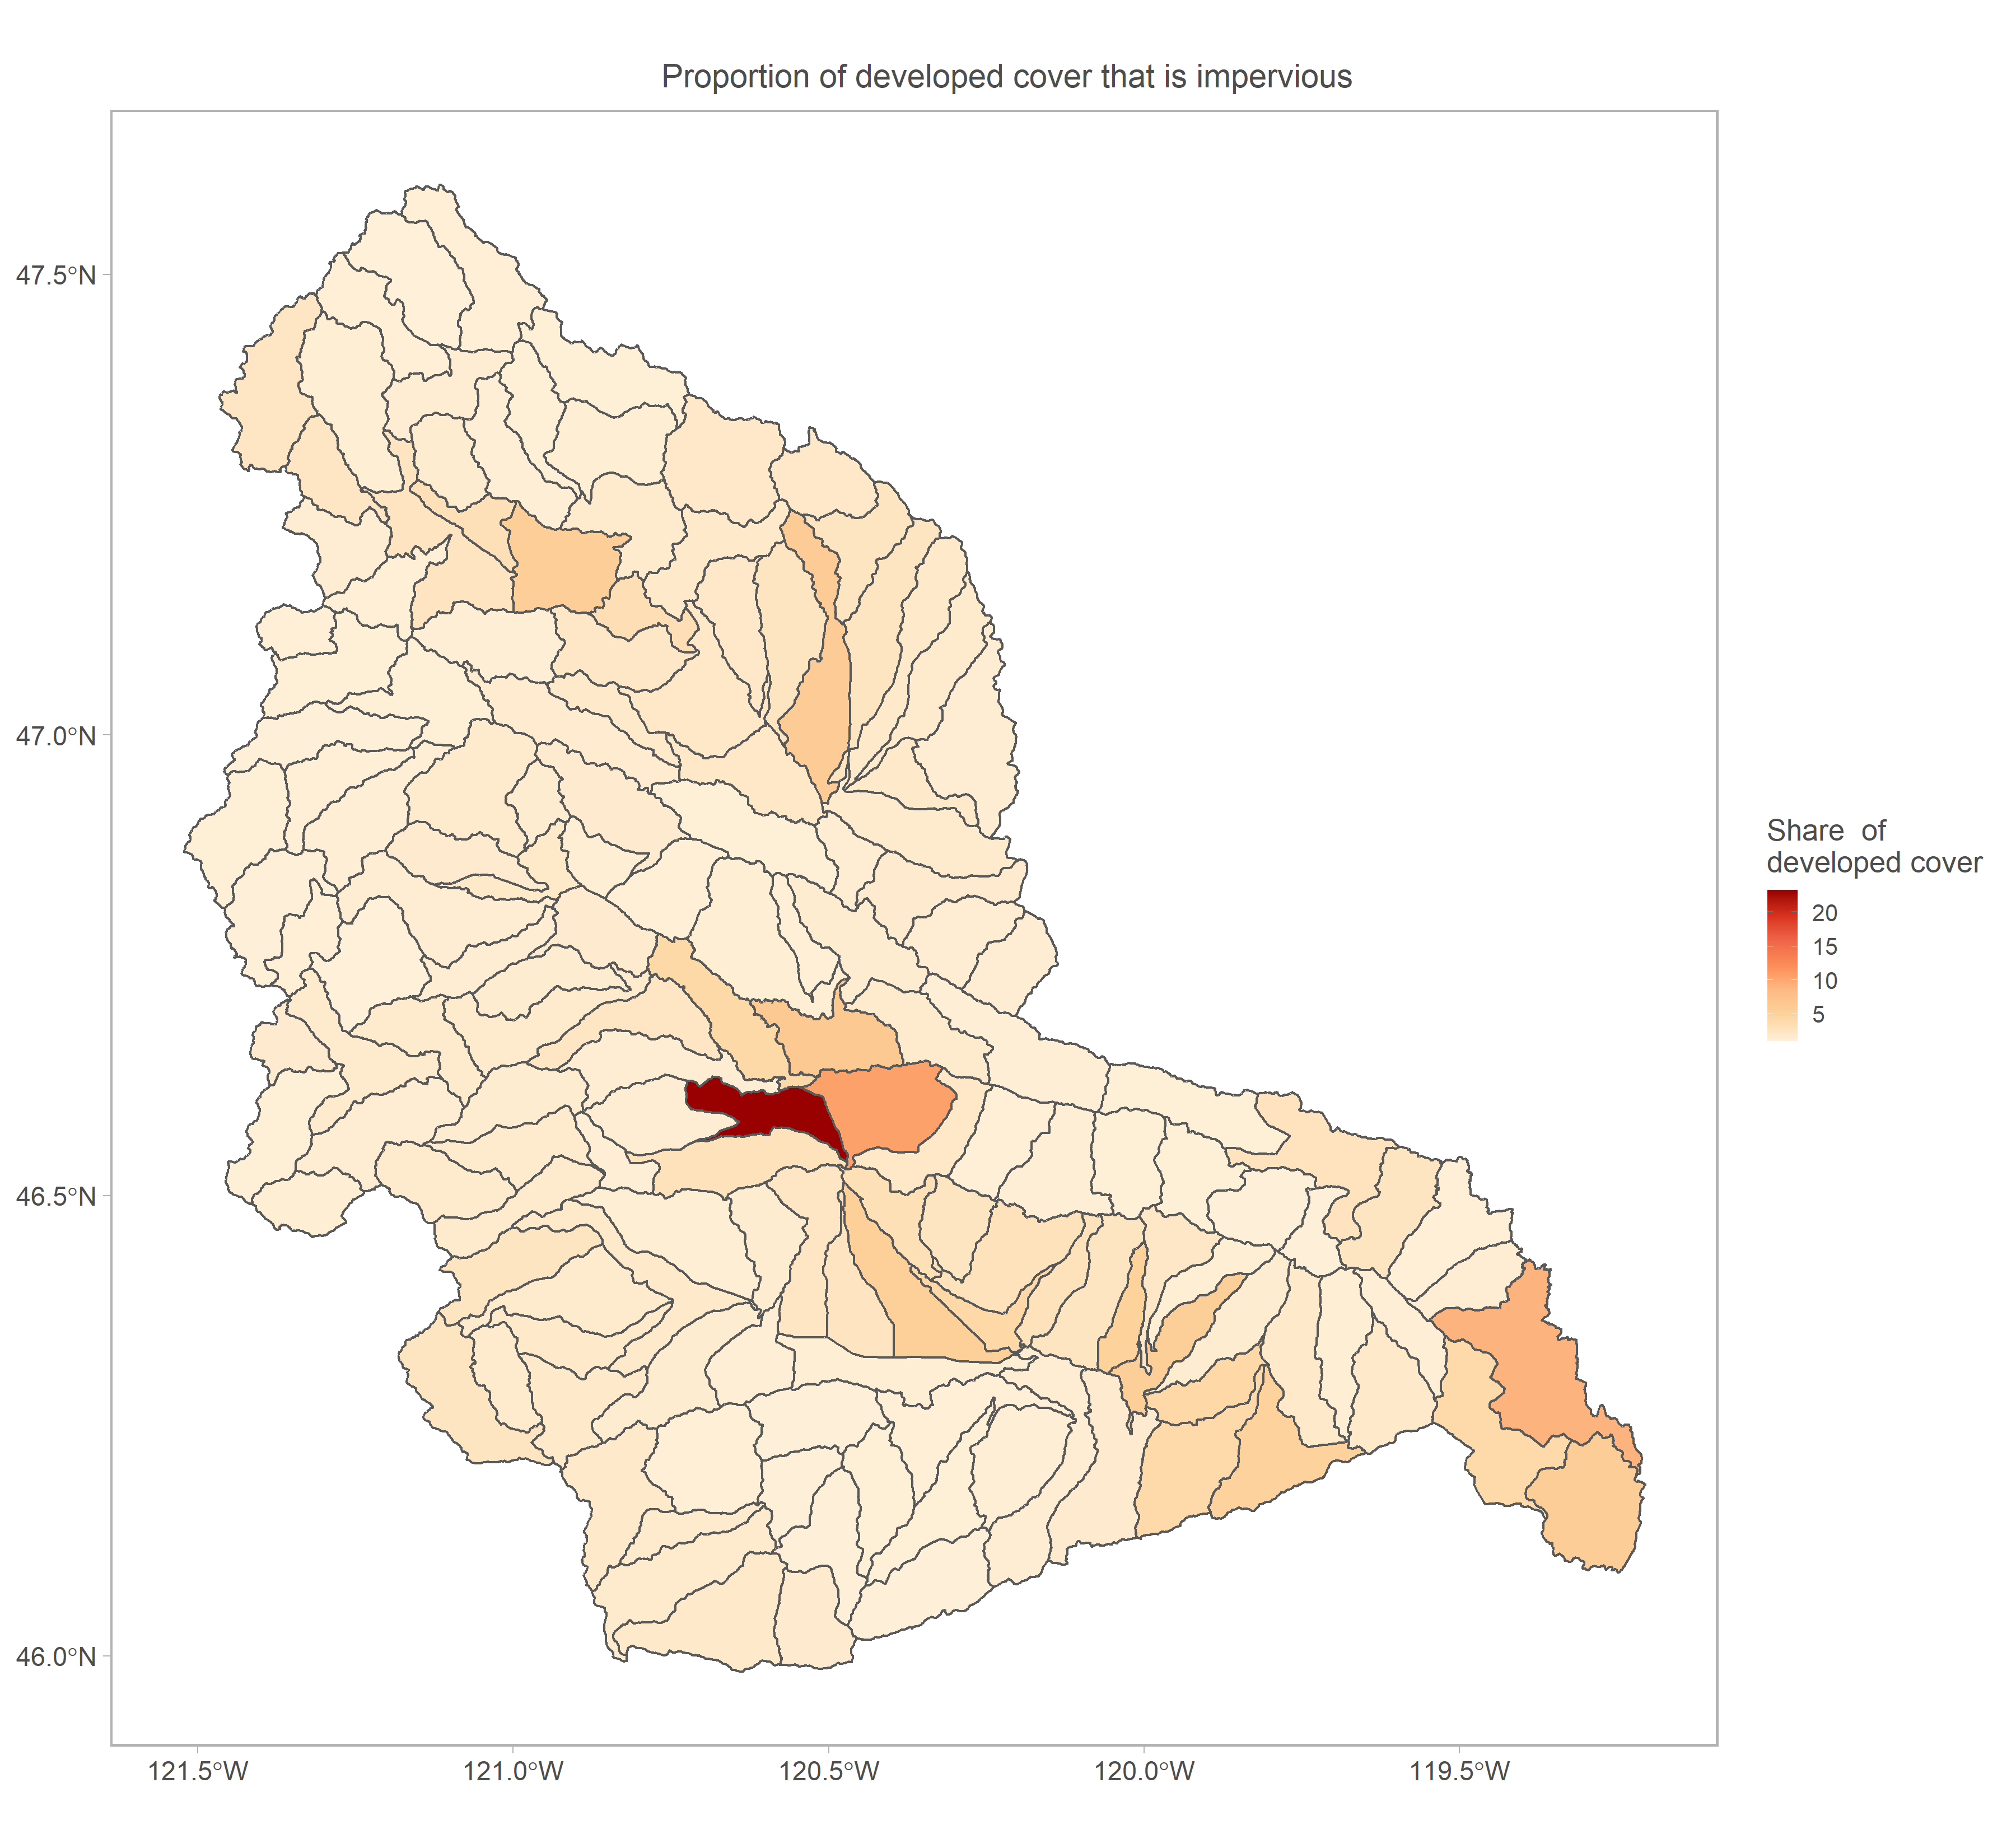 Proportion of developed cover that is impervious
47.5°N
47.0°N
46.5°N
46.0°N
121.5°W
121.0°W
120.5°W
120.0°W
119.5°W
Share  of
developed cover
20
15
10
5